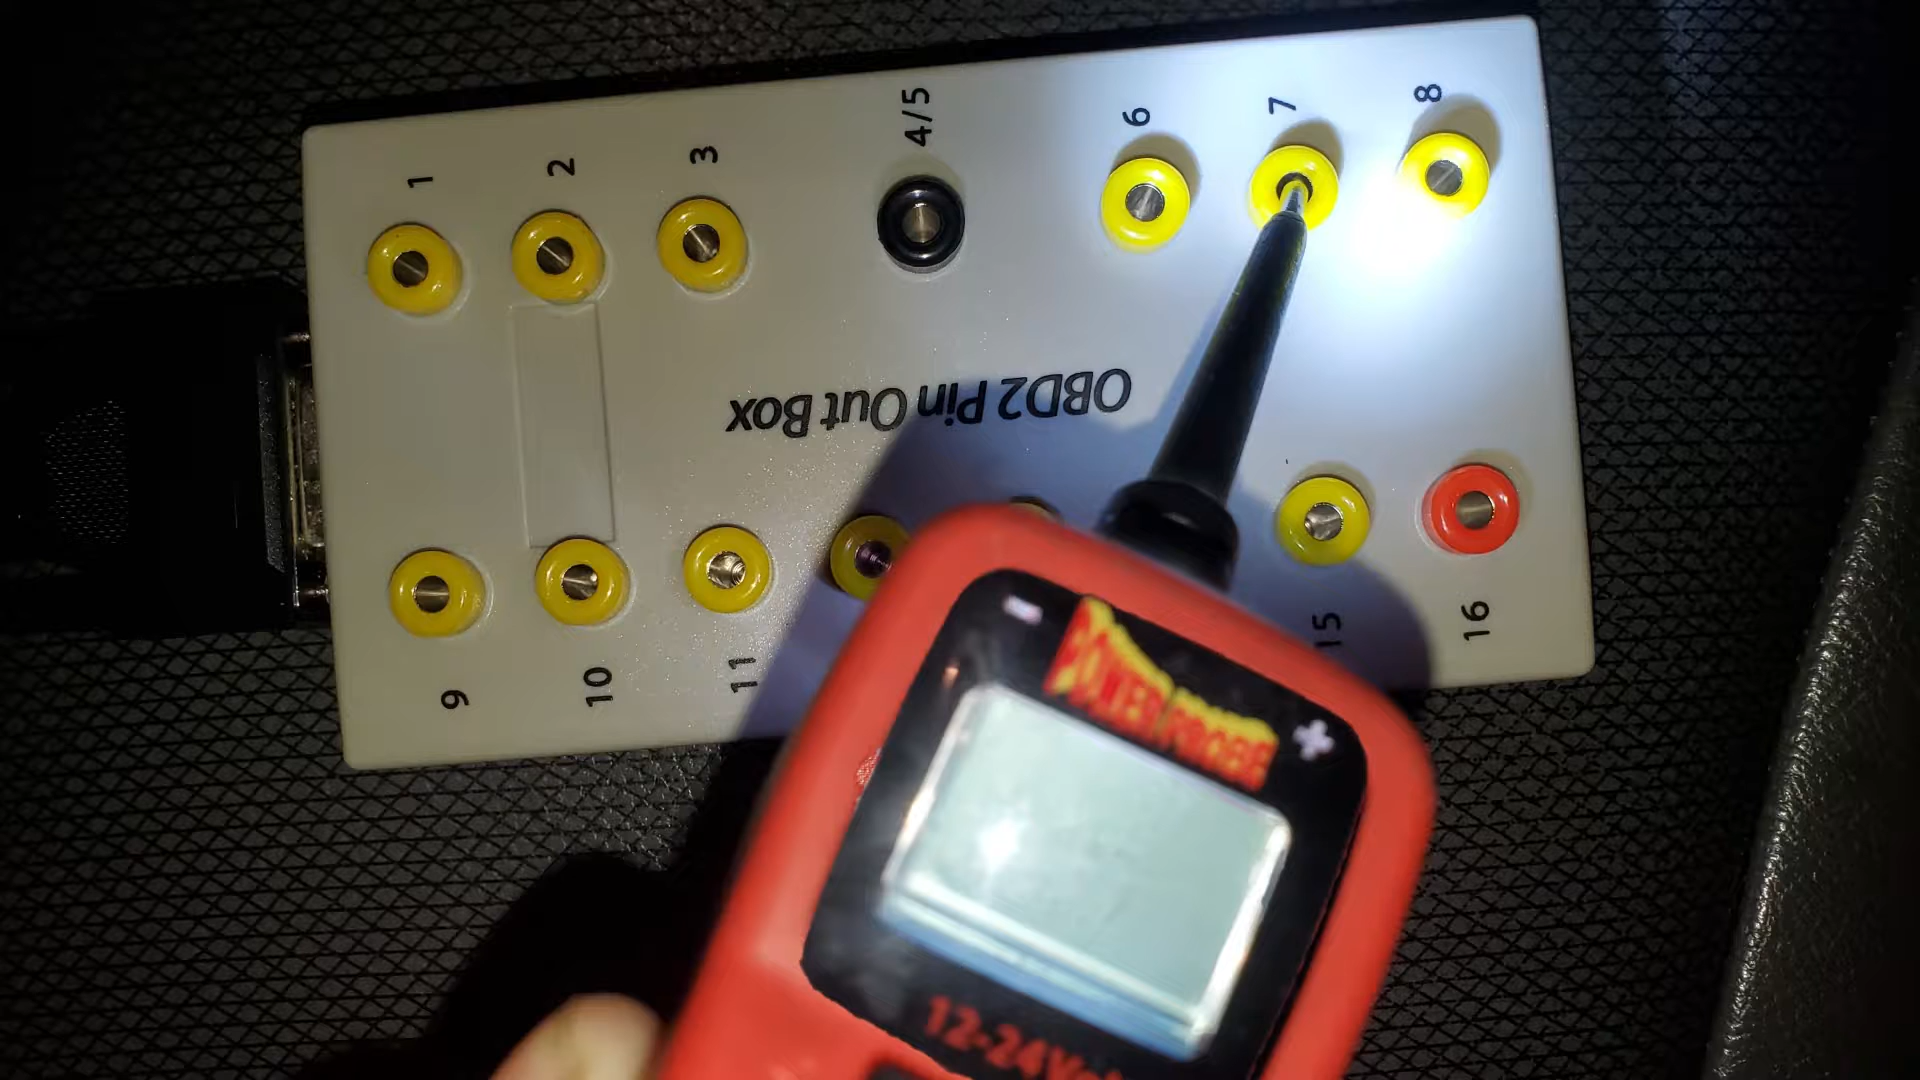 1 2 3 4/5 6 7 8
OBD2 Pin Out Box
9 10 11 15 16
- POWER PROBE +
12-24Vol